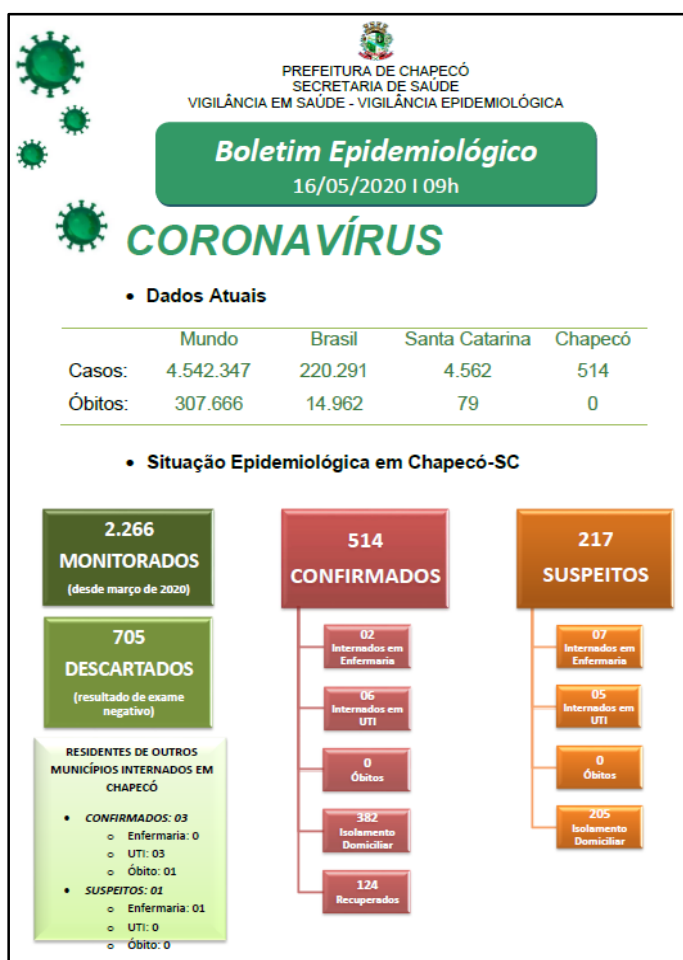 PREFEITURA DE CHAPECÓ
SECRETARIA DE SAÚDE
VIGILÂNCIA EM SAÚDE - VIGILÂNCIA EPIDEMIOLÓGICA
Boletim Epidemiológico
16/05/2020 I 09h
CORONAVÍRUS
• Dados Atuais
Mundo Brasil Santa Catarina Chapecó
Casos: 4.542.347 220.291 4.562 514
Óbitos: 307.666 14.962 79 0
• Situação Epidemiológica em Chapecó-SC
2.266
MONITORADOS
(desde março de 2020)
705
DESCARTADOS
(resultado de exame
negativo)
RESIDENTES DE OUTROS
MUNICÍPIOS INTERNADOS EM
CHAPECÓ
• CONFIRMADOS: 03
o Enfermaria: 0
o UTI: 03
o Óbito: 01
• SUSPEITOS: 01
o Enfermaria: 01
o UTI: 0
o Óbito: 0
514
CONFIRMADOS
02
Internados em
Enfermaria
06
Internados em
UTI
0
Óbitos
382
Isolamento
Domiciliar
124
Recuperados
217
SUSPEITOS
07
Internados em
Enfermaria
05
Internados em
UTI
0
Óbitos
205
Isolamento
Domiciliar